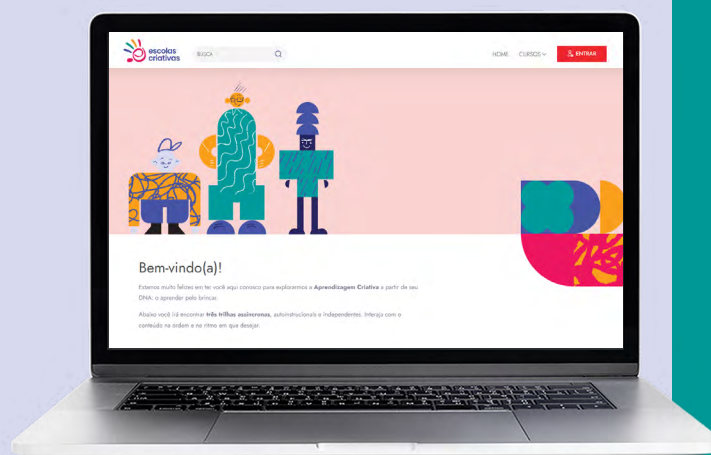 escolas
criativas
BUSCA
HOME CURSOS ENTRAR
Bem-vindo(a)!
Estamos muito felizes em ter você aqui conosco para explorarmos a Aprendizagem Criativa a partir de seu
DNA: o aprender pelo brincar.
Abaixo você irá encontrar três trilhas assíncronas, autoinstrucionais e independentes. Interaja com o
conteúdo na ordem e no ritmo em que desejar.